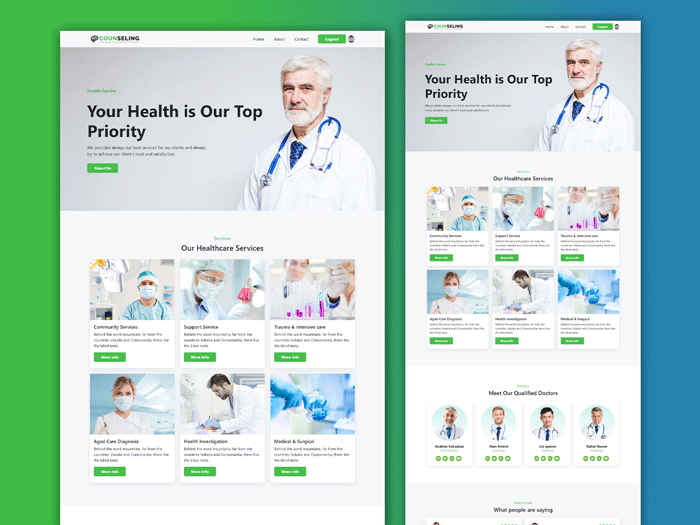 COUNSELING
Home About Contact Logout
Health Service
Your Health is Our Top
Priority
We provides always our best services for our clients and always
try to achieve our client's trust and satisfaction.
About Us
Services
Our Healthcare Services
Community Services
Behind the word mountains, far from the
countries Vokalia and Consonantia, there live
the blind texts.
More Info
Support Service
Behind the word mountains, far from the
countries Vokalia and Consonantia, there live
the blind texts.
More Info
Trauma & intensive care
Behind the word mountains, far from the
countries Vokalia and Consonantia, there live
the blind texts.
More Info
Aged Care Diagnosis
Behind the word mountains, far from the
countries Vokalia and Consonantia, there live
the blind texts.
More Info
Health Investigation
Behind the word mountains, far from the
countries Vokalia and Consonantia, there live
the blind texts.
More Info
Medical & Surgical
Behind the word mountains, far from the
countries Vokalia and Consonantia, there live
the blind texts.
More Info
COUNSELING
Home About Contact Logout
Health Service
Your Health is Our Top
Priority
We provides always our best services for our clients and always
try to achieve our client's trust and satisfaction.
About Us
Services
Our Healthcare Services
Community Services
Behind the word mountains, far from the
countries Vokalia and Consonantia, there live
the blind texts.
More Info
Support Service
Behind the word mountains, far from the
countries Vokalia and Consonantia, there live
the blind texts.
More Info
Trauma & intensive care
Behind the word mountains, far from the
countries Vokalia and Consonantia, there live
the blind texts.
More Info
Aged Care Diagnosis
Behind the word mountains, far from the
countries Vokalia and Consonantia, there live
the blind texts.
More Info
Health Investigation
Behind the word mountains, far from the
countries Vokalia and Consonantia, there live
the blind texts.
More Info
Medical & Surgical
Behind the word mountains, far from the
countries Vokalia and Consonantia, there live
the blind texts.
More Info
Doctors
Meet Our Qualified Doctors
Testimonials
What people are saying